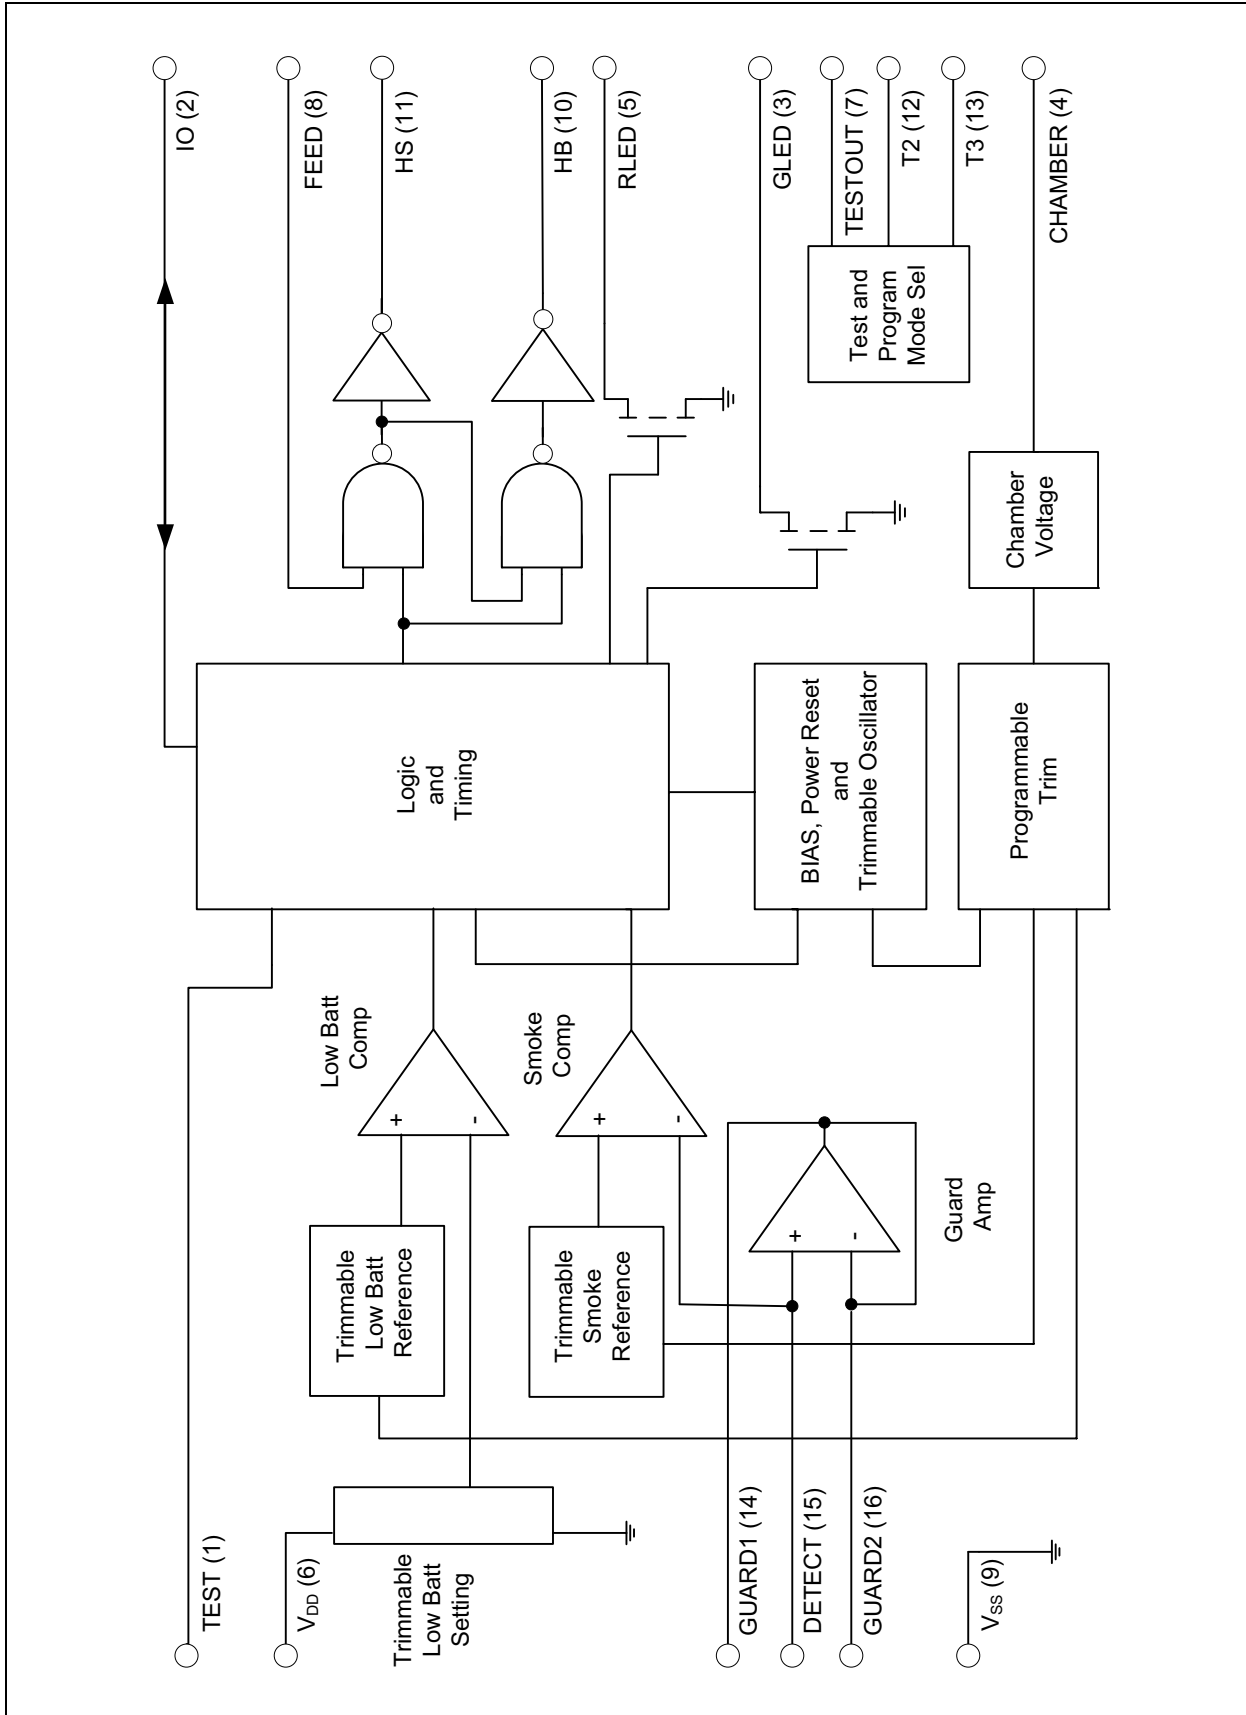 TEST (1)
V_DD (6)
Trimmable
Low Batt
Setting
GUARD1 (14)
DETECT (15)
GUARD2 (16)
V_SS (9)
Trimmable
Low Batt
Reference
Trimmable
Smoke
Reference
+
-
Low Batt
Comp
+
-
Smoke
Comp
+
-
Guard
Amp
Logic
and
Timing
BIAS, Power Reset
and
Trimmable Oscillator
Programmable
Trim
Chamber
Voltage
Test and
Program
Mode Sel
IO (2)
FEED (8)
HS (11)
HB (10)
RLED (5)
GLED (3)
TESTOUT (7)
T2 (12)
T3 (13)
CHAMBER (4)